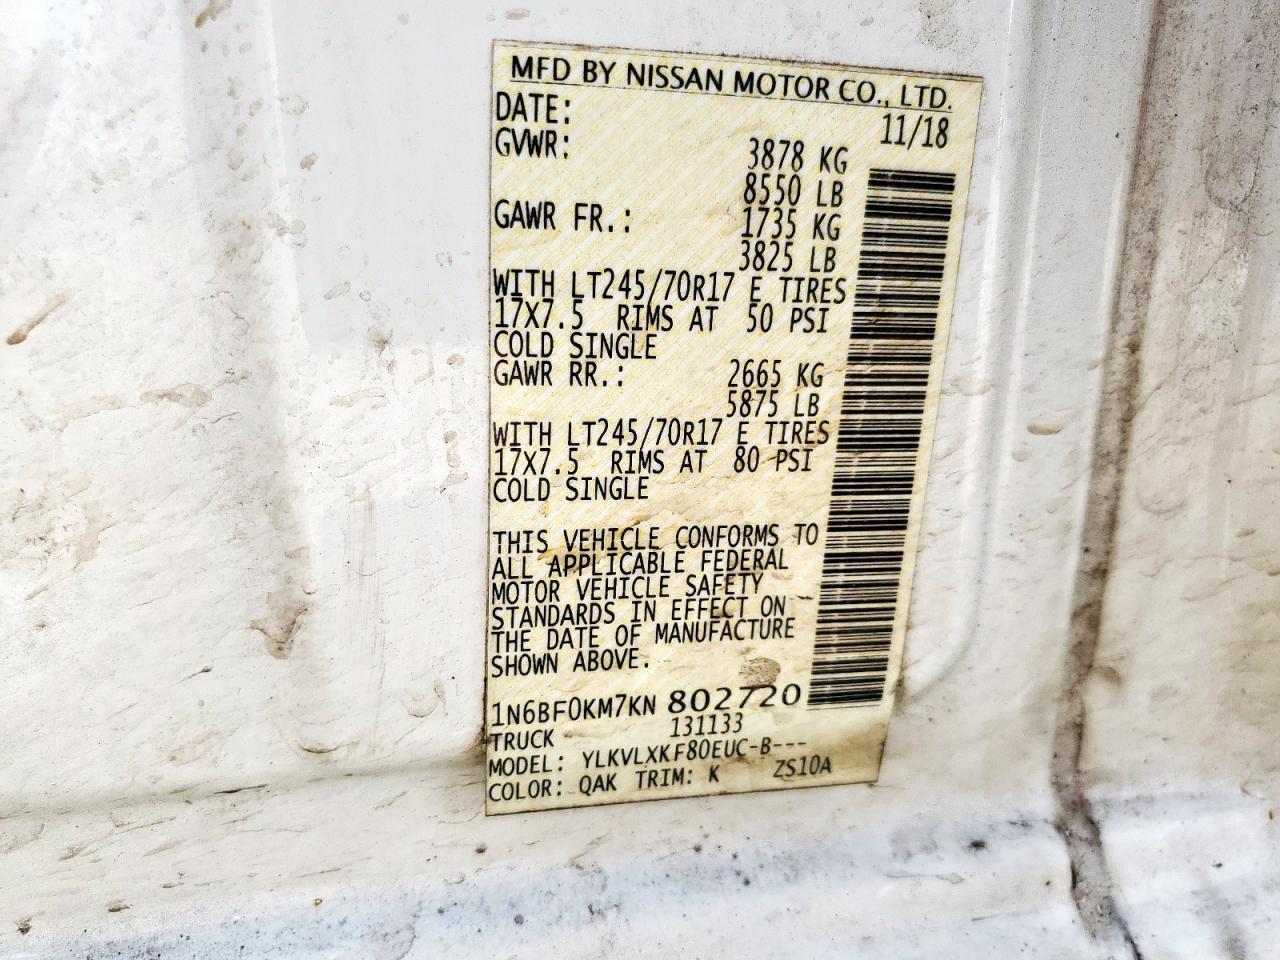 MFD BY NISSAN MOTOR CO., LTD.
DATE: 11/18
GVWR: 3878 KG
8550 LB
GAWR FR.: 1735 KG
3825 LB
WITH LT245/70R17 E TIRES
17X7.5 RIMS AT 50 PSI
COLD SINGLE
GAWR RR.: 2665 KG
5875 LB
WITH LT245/70R17 E TIRES
17X7.5 RIMS AT 80 PSI
COLD SINGLE
THIS VEHICLE CONFORMS TO
ALL APPLICABLE FEDERAL
MOTOR VEHICLE SAFETY
STANDARDS IN EFFECT ON
THE DATE OF MANUFACTURE
SHOWN ABOVE.
1N6BF0KM7KN 802720
TRUCK 131133
MODEL: YLKVLXKF80EUC-B---
COLOR: QAK TRIM: K ZS10A